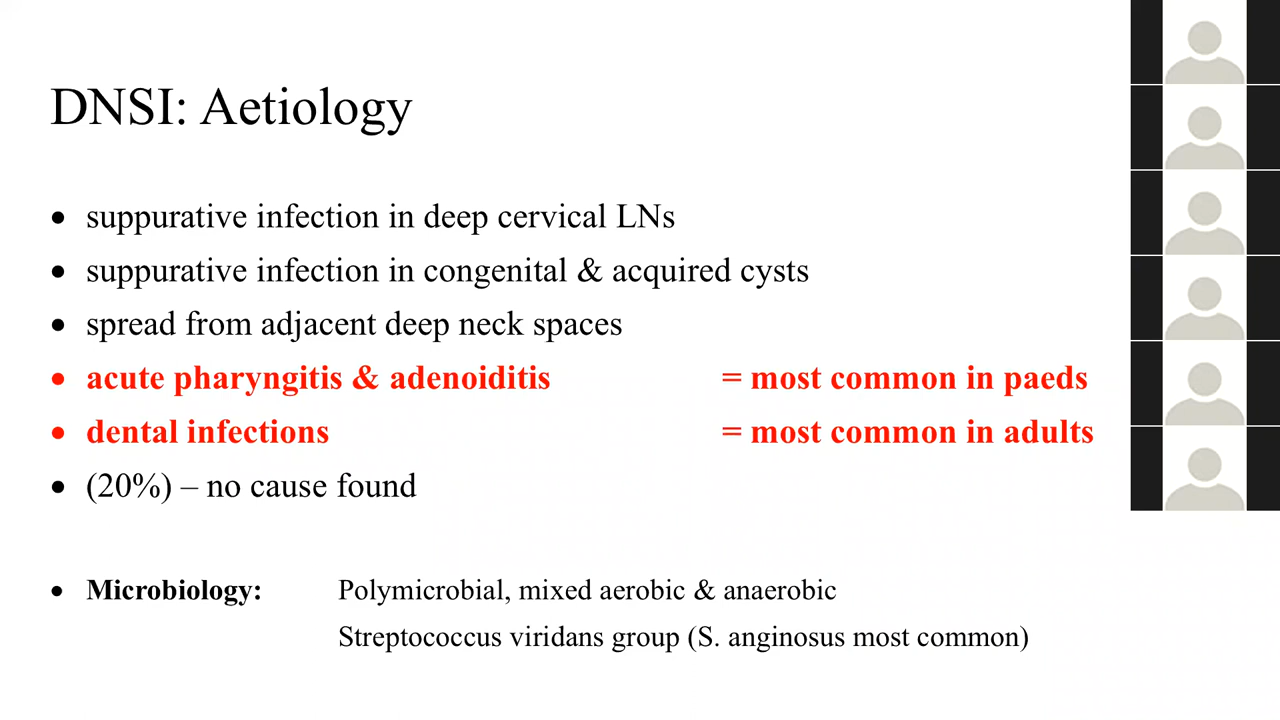 DNSI: Aetiology
• suppurative infection in deep cervical LNs
• suppurative infection in congenital & acquired cysts
• spread from adjacent deep neck spaces
• acute pharyngitis & adenoiditis = most common in paeds
• dental infections = most common in adults
• (20%) – no cause found
• Microbiology: Polymicrobial, mixed aerobic & anaerobic
Streptococcus viridans group (S. anginosus most common)